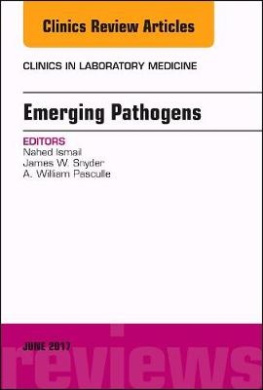 Clinics Review Articles
CLINICS IN LABORATORY MEDICINE
Emerging Pathogens
EDITORS
Nahed Ismail
James W. Snyder
A. William Pasculle
JUNE 2017
reviews